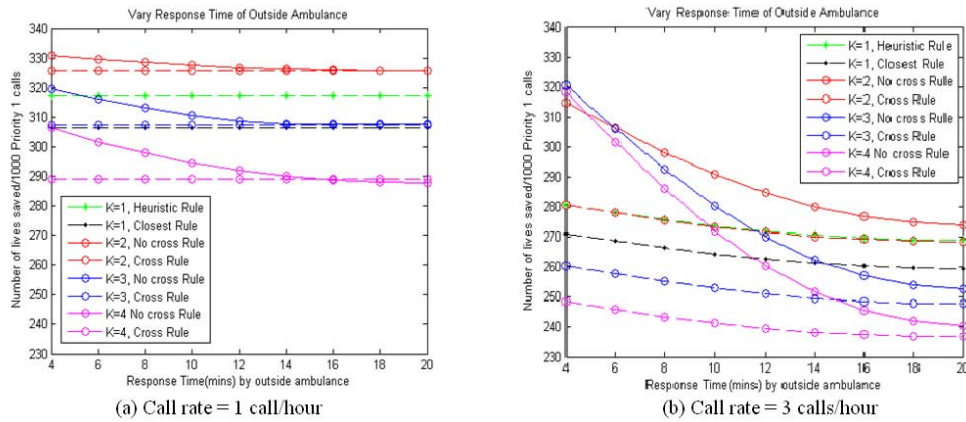 Vary Response Time of Outside Ambulance
340
330
320
310
300
290
280
270
260
250
240
230
Number of lives saved/1000 Priority 1 calls
K=1, Heuristic Rule
K=1, Closest Rule
K=2, No cross Rule
K=2, Cross Rule
K=3, No cross Rule
K=3, Cross Rule
K=4 No cross Rule
K=4, Cross Rule
4 6 8 10 12 14 16 18 20
Response Time(mins) by outside ambulance
(a) Call rate = 1 call/hour
Vary Response Time of Outside Ambulance
340
330
320
310
300
290
280
270
260
250
240
230
Number of lives saved/1000 Priority 1 calls
K=1, Heuristic Rule
K=1, Closest Rule
K=2, No cross Rulle
K=2, Cross Rule
K=3, No cross Rulle
K=3, Cross Rule
K=4 No cross Rule
K=4, Cross Rule
4 6 8 10 12 14 16 18 20
Response Time(mins) by outside ambulance
(b) Call rate = 3 calls/hour